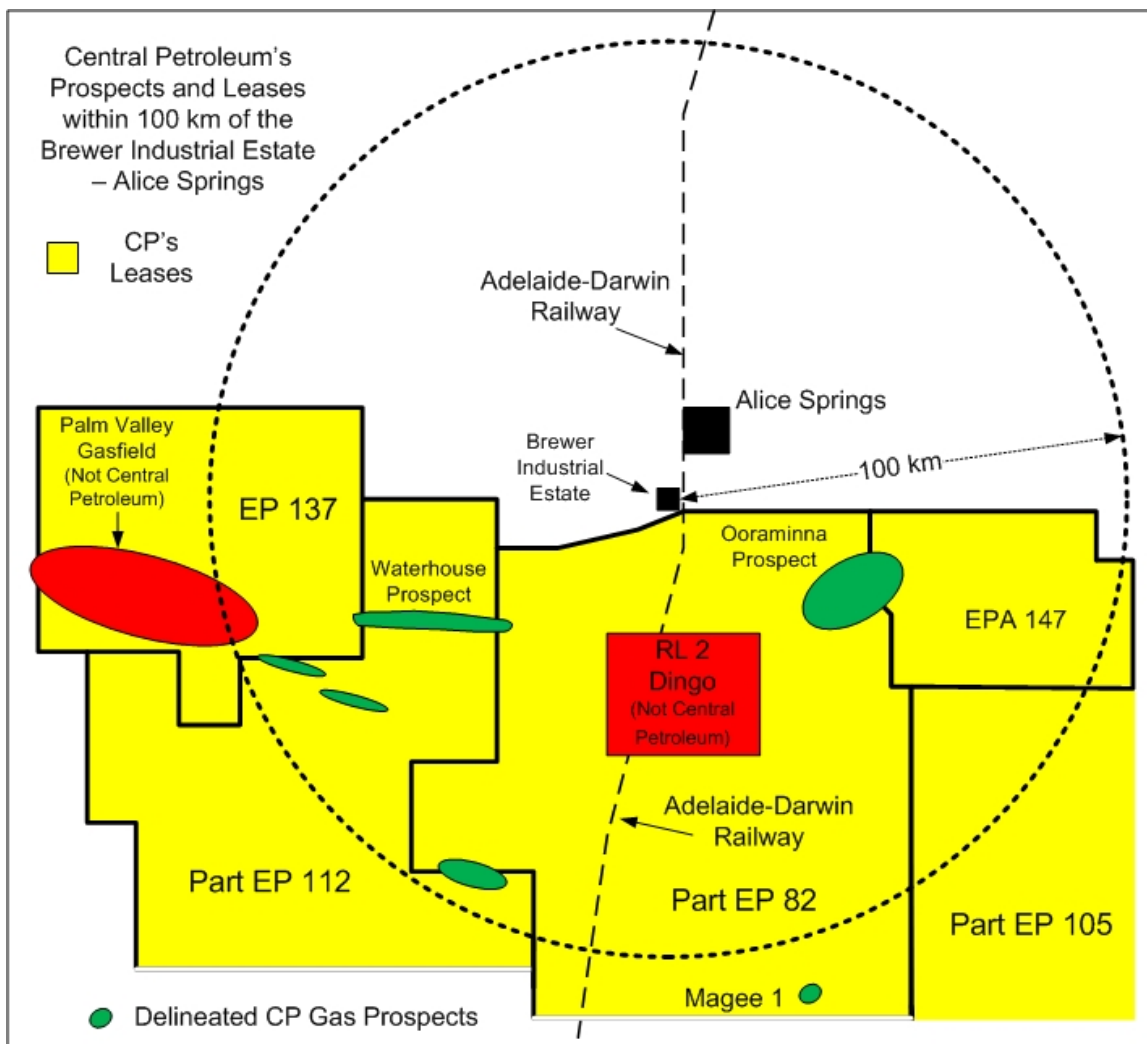 Central Petroleum's
Prospects and Leases
within 100 km of the
Brewer Industrial Estate
– Alice Springs
CP's
Leases
Adelaide-Darwin
Railway
Alice Springs
Brewer
Industrial
Estate
100 km
Palm Valley
Gasfield
(Not Central
Petroleum)
EP 137
Waterhouse
Prospect
Ooraminna
Prospect
EPA 147
RL 2
Dingo
(Not Central
Petroleum)
Adelaide-Darwin
Railway
Part EP 112
Part EP 82
Part EP 105
Magee 1
Delineated CP Gas Prospects